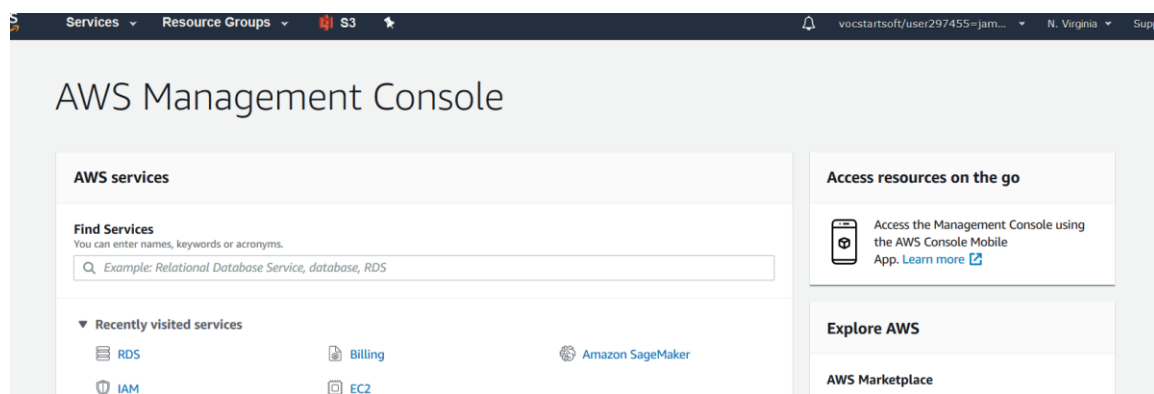 Services Resource Groups S3 vocstartsoft/user297455=jam... N. Virginia Sup
AWS Management Console
AWS services
Find Services
You can enter names, keywords or acronyms.
Example: Relational Database Service, database, RDS
Recently visited services
RDS Billing Amazon SageMaker
IAM EC2
Access resources on the go
Access the Management Console using
the AWS Console Mobile
App. Learn more
Explore AWS
AWS Marketplace